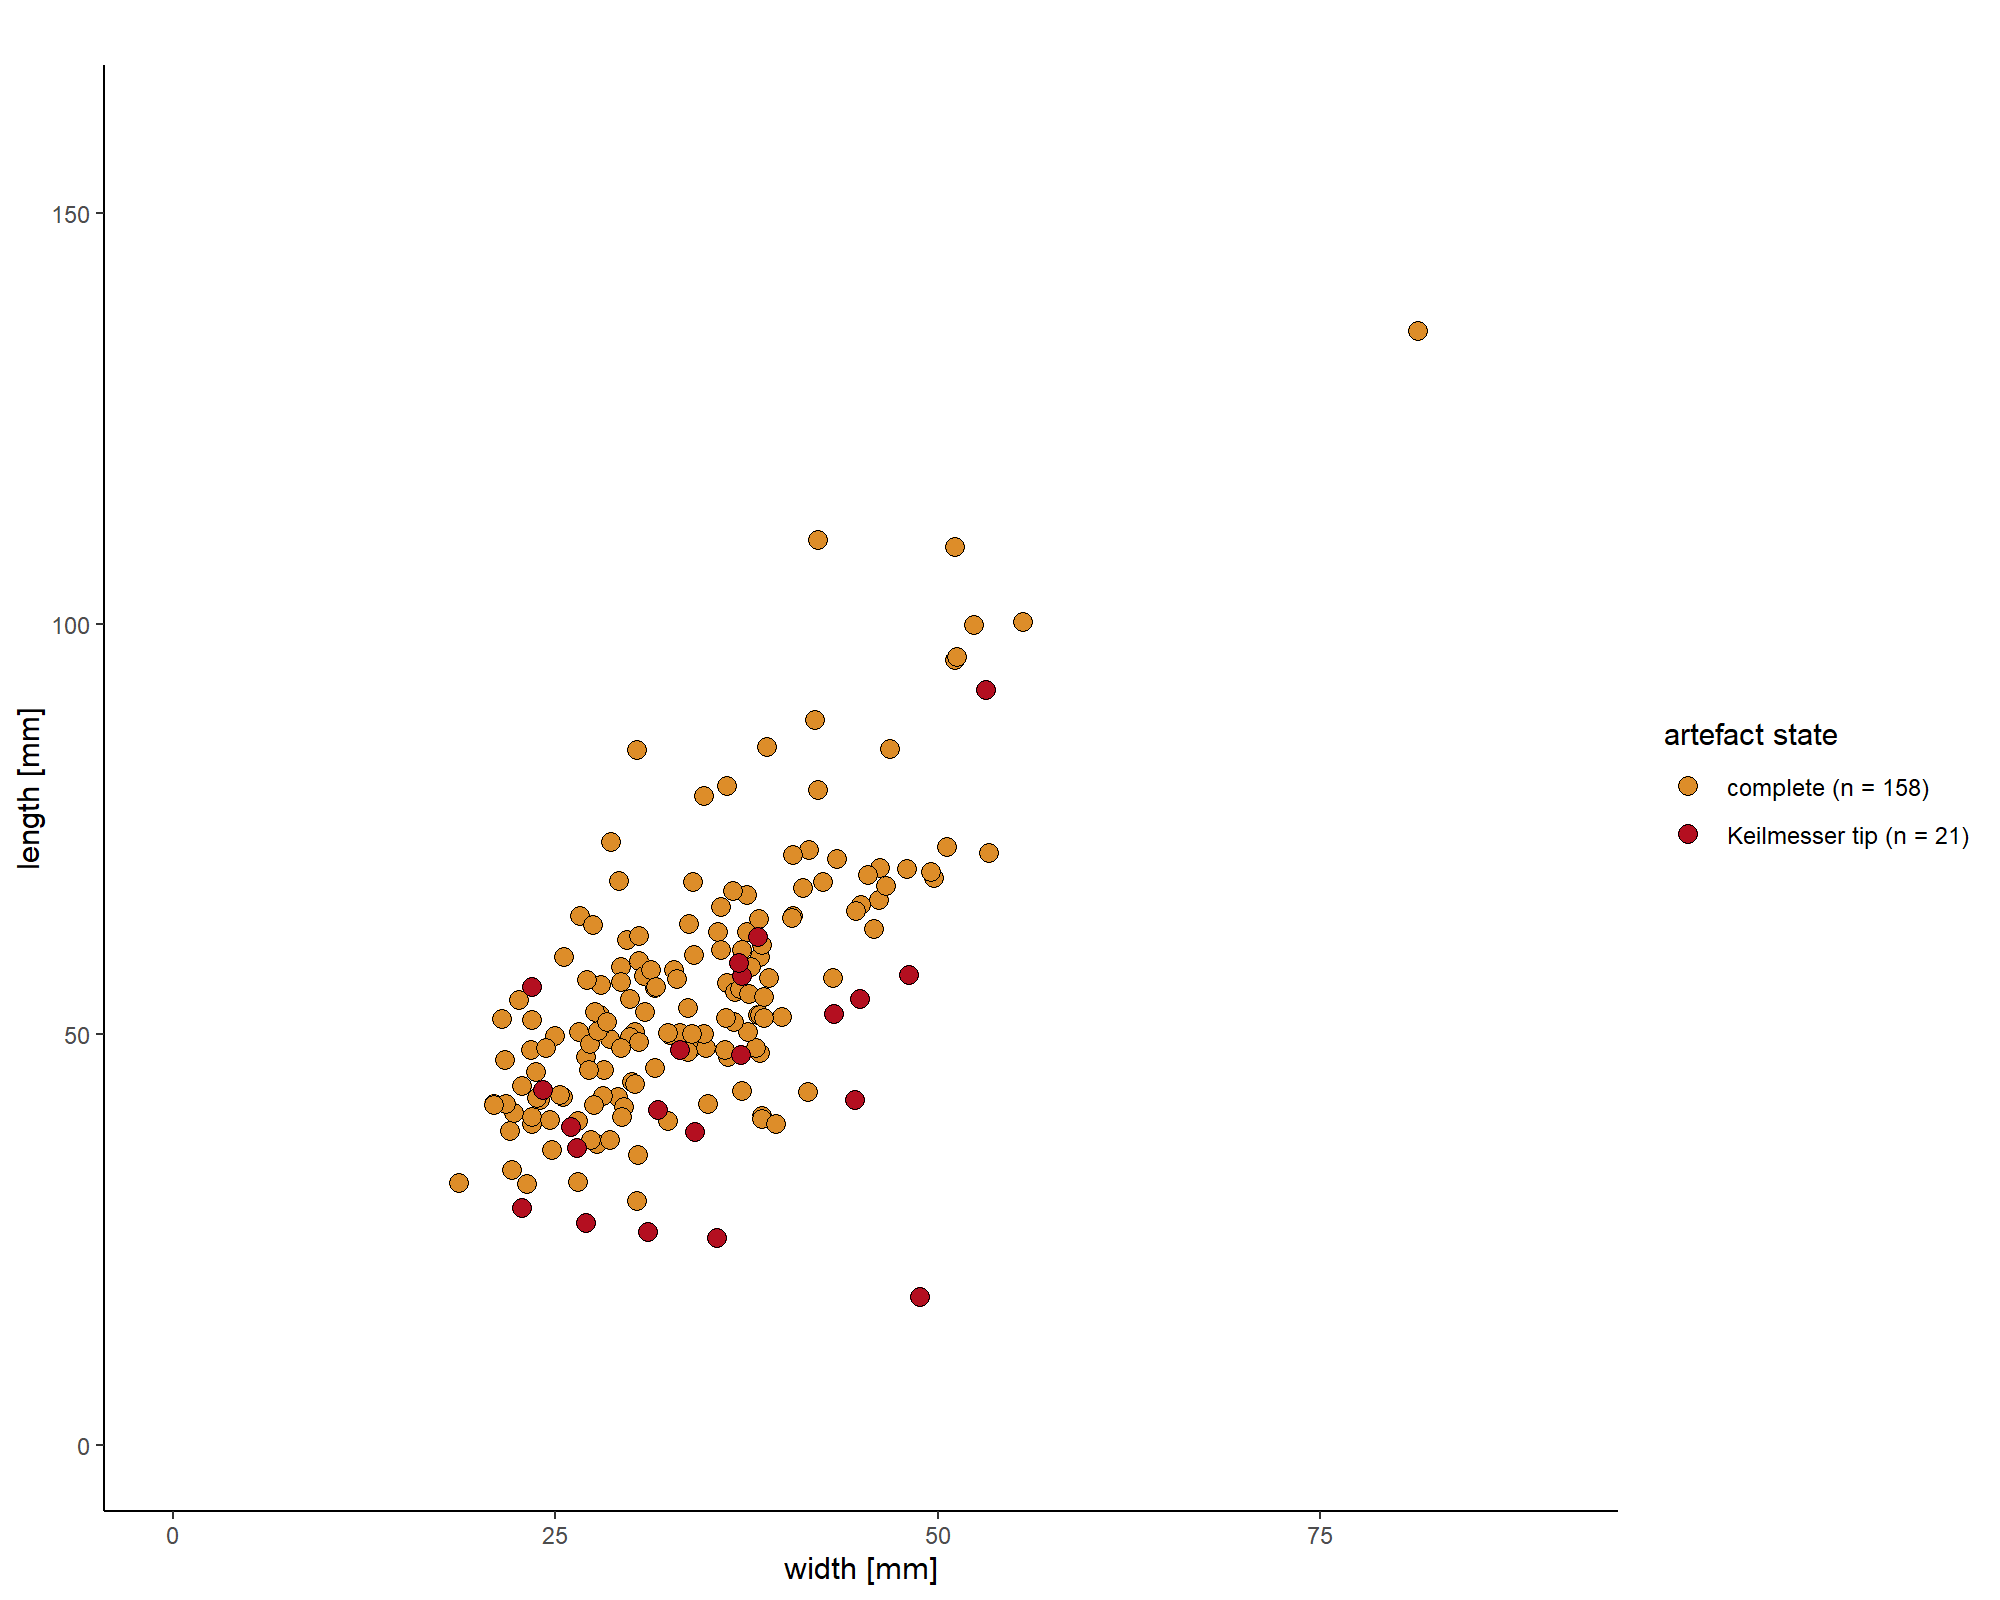 150
100
50
0
length [mm]
0 25 50 75
width [mm]
artefact state
complete (n = 158)
Keilmesser tip (n = 21)